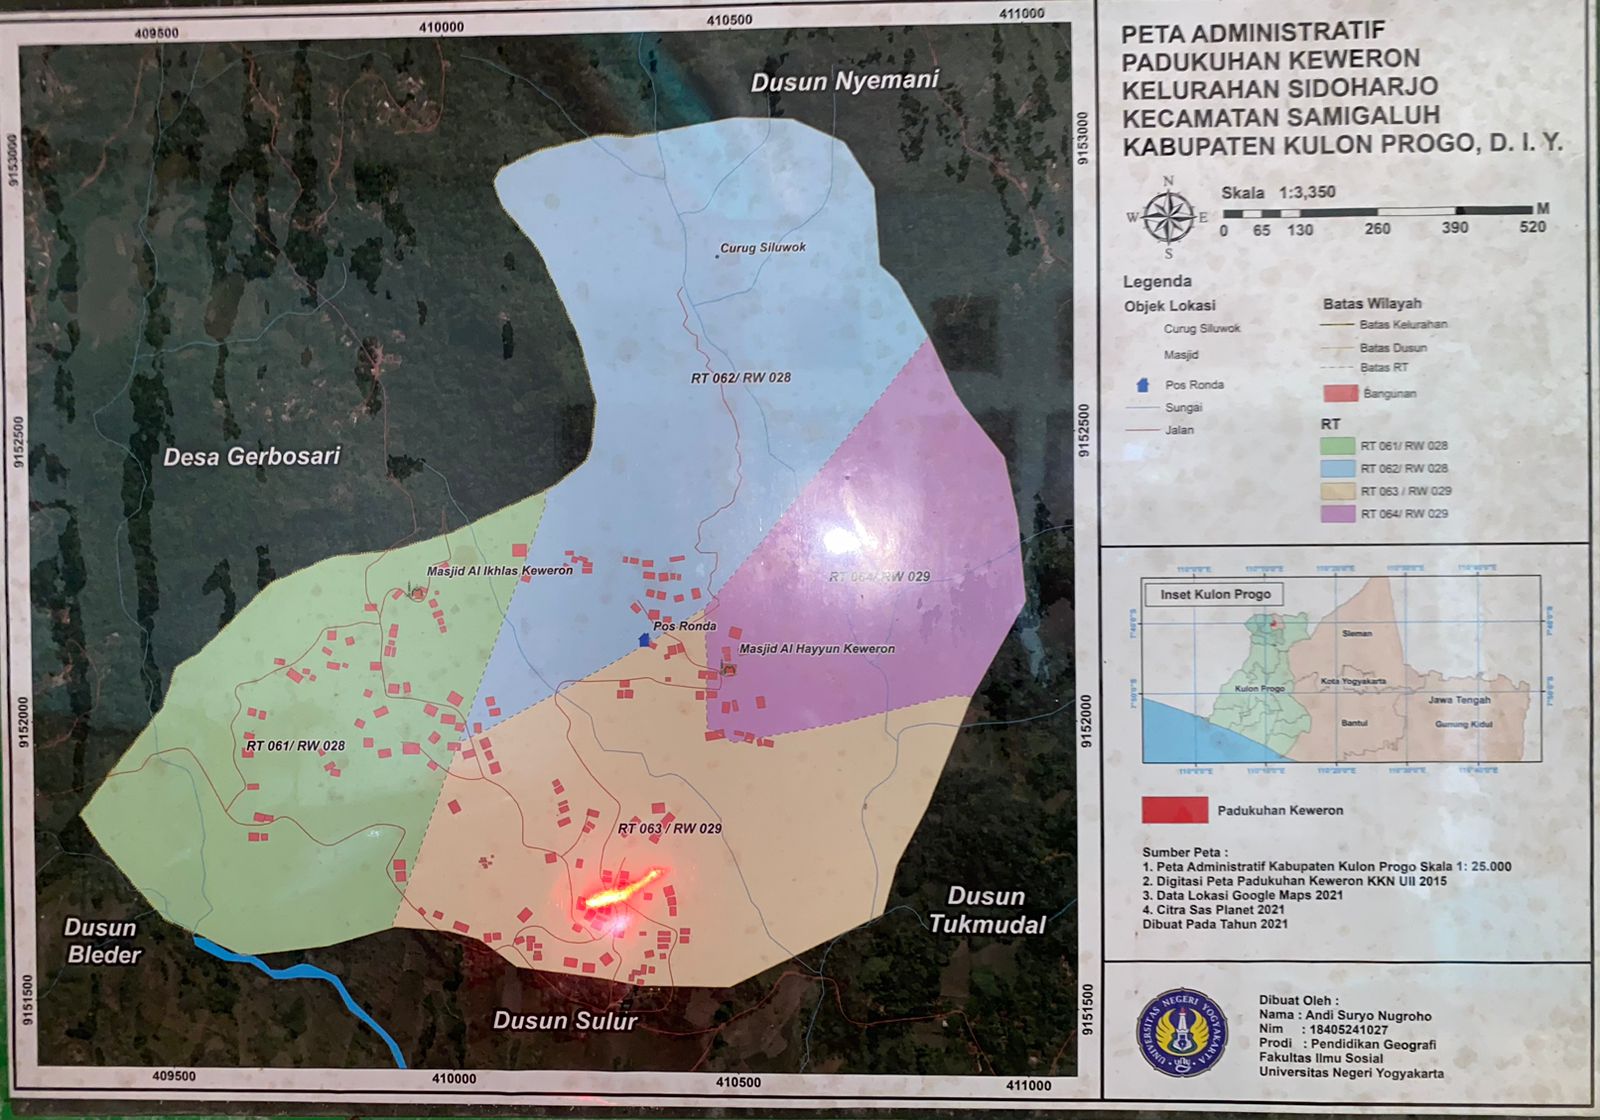 409500
410000
410500
411000
9153000
9152500
9152000
9151500
9153000
9152500
9152000
9151500
409500
410000
410500
411000
Dusun Nyemani
Curug Siluwok
RT 062/ RW 028
Desa Gerbosari
Masjid Al Ikhlas Keweron
RT 064/ RW 029
Pos Ronda
Masjid Al Hayyun Keweron
RT 061/ RW 028
RT 063 / RW 029
Dusun
Bleder
Dusun
Tukmudal
Dusun Sulur
PETA ADMINISTRATIF
PADUKUHAN KEWERON
KELURAHAN SIDOHARJO
KECAMATAN SAMIGALUH
KABUPATEN KULON PROGO, D. I. Y.
N
W E
S
Skala 1:3,350
M
0 65 130 260 390 520
Legenda
Objek Lokasi
Curug Siluwok
Masjid
Pos Ronda
Sungai
Jalan
Batas Wilayah
Batas Kelurahan
Batas Dusun
Batas RT
Bangunan
RT
RT 061/ RW 028
RT 062/ RW 028
RT 063 / RW 029
RT 064/ RW 029
Inset Kulon Progo
Sleman
Kota Yogyakarta
Kulon Progo
Jawa Tengah
Bantul
Gunung Kidul
Padukuhan Keweron
Sumber Peta :
1. Peta Administratif Kabupaten Kulon Progo Skala 1: 25.000
2. Digitasi Peta Padukuhan Keweron KKN UII 2015
3. Data Lokasi Google Maps 2021
4. Citra Sas Planet 2021
Dibuat Pada Tahun 2021
UNIVERSITAS NEGERI YOGYAKARTA
Dibuat Oleh :
Nama : Andi Suryo Nugroho
Nim : 18405241027
Prodi : Pendidikan Geografi
Fakultas Ilmu Sosial
Universitas Negeri Yogyakarta